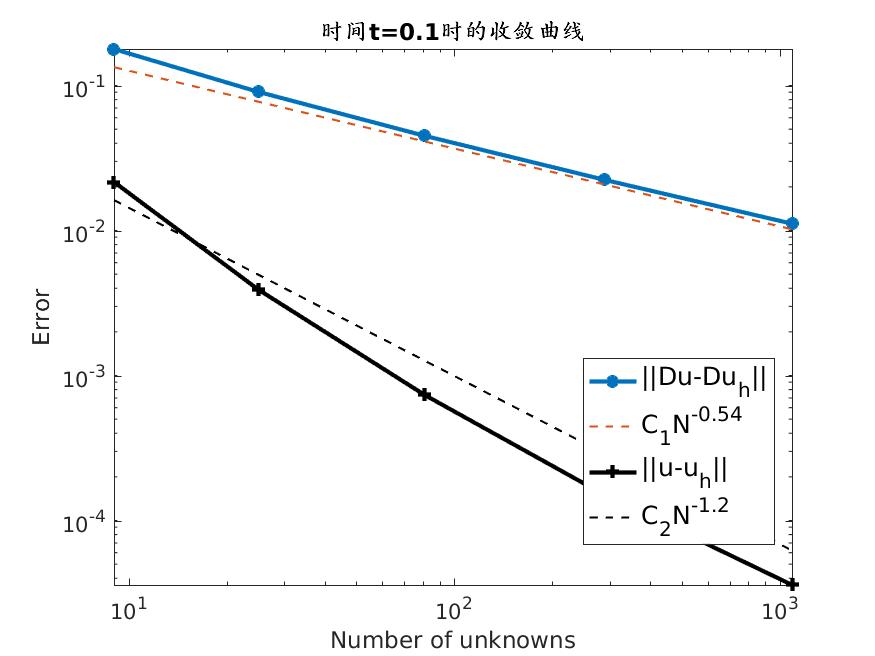 时间t=0.1时的收敛曲线
10^-1
10^-2
10^-3
10^-4
Error
||Du-Du_h||
C_1N^-0.54
||u-u_h||
C_2N^-1.2
10^1
10^2
10^3
Number of unknowns